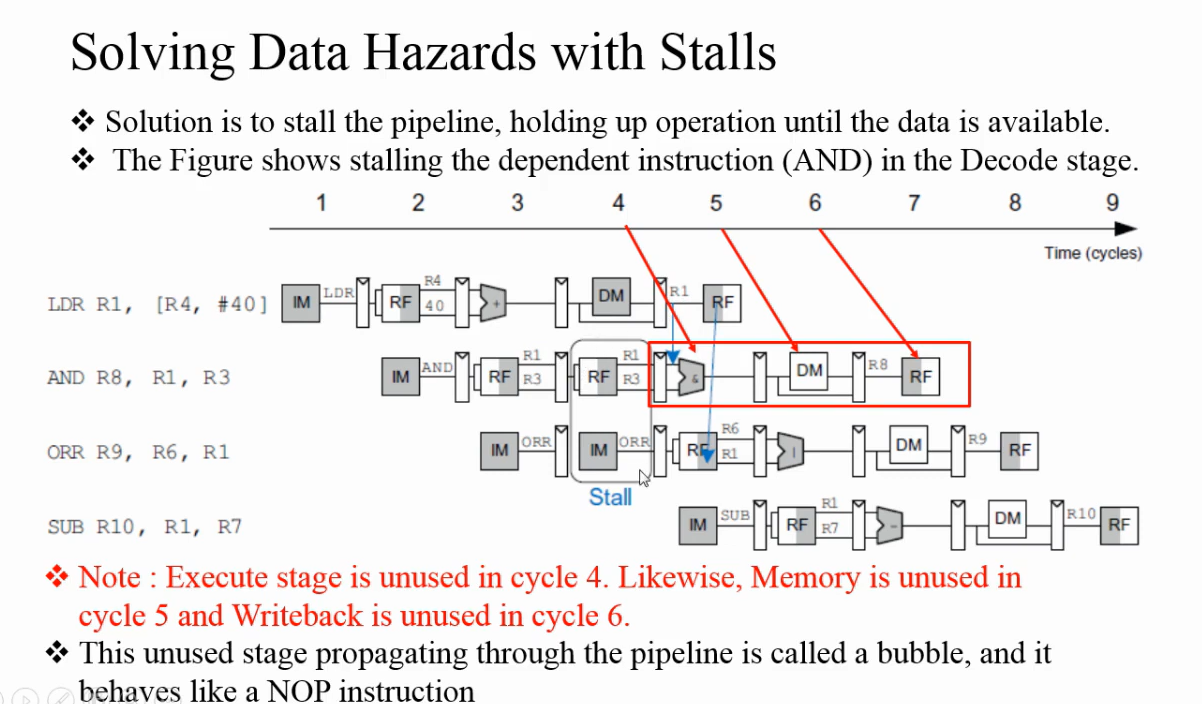 Solving Data Hazards with Stalls
❖ Solution is to stall the pipeline, holding up operation until the data is available.
❖ The Figure shows stalling the dependent instruction (AND) in the Decode stage.
1 2 3 4 5 6 7 8 9
Time (cycles)
LDR R1, [R4, #40] IM LDR RF R4 40 + DM R1 RF
AND R8, R1, R3 IM AND RF R1 R3 RF R1 R3 & DM R8 RF
ORR R9, R6, R1 IM ORR IM ORR RF R6 R1 | DM R9 RF
Stall
SUB R10, R1, R7 IM SUB RF R1 R7 - DM R10 RF
❖ Note : Execute stage is unused in cycle 4. Likewise, Memory is unused in
cycle 5 and Writeback is unused in cycle 6.
❖ This unused stage propagating through the pipeline is called a bubble, and it
behaves like a NOP instruction